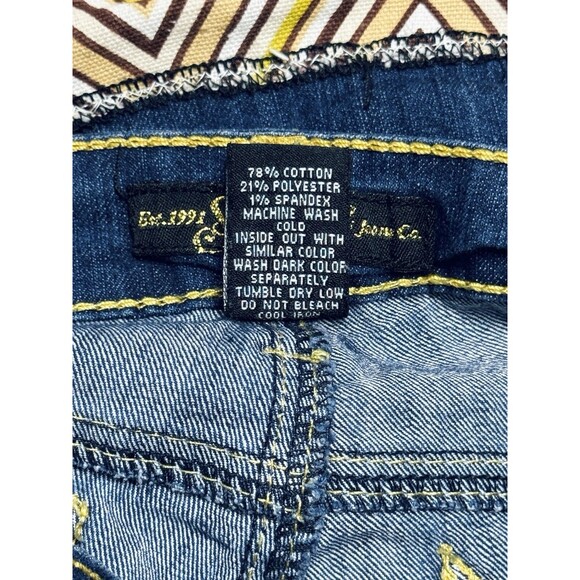 78% COTTON
21% POLYESTER
1% SPANDEX
MACHINE WASH
COLD
INSIDE OUT WITH
SIMILAR COLOR
WASH DARK COLOR
SEPARATELY
TUMBLE DRY LOW
DO NOT BLEACH
COOL IRON
Est. 1991
Jeans Co.